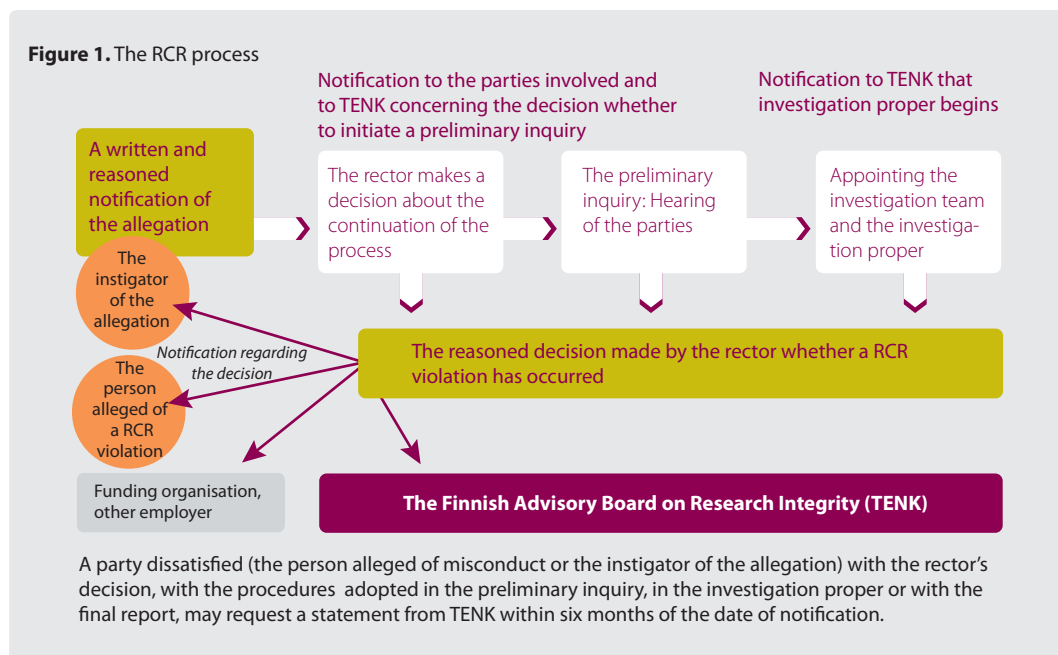 Figure 1. The RCR process
Notification to the parties involved and
to TENK concerning the decision whether
to initiate a preliminary inquiry
Notification to TENK that
investigation proper begins
A written and
reasoned
notification of
the allegation
The rector makes a
decision about the
continuation of the
process
The preliminary
inquiry: Hearing
of the parties
Appointing the
investigation team
and the investiga-
tion proper
The
instigator
of the
allegation
Notification regarding
the decision
The
person
alleged of
a RCR
violation
The reasoned decision made by the rector whether a RCR
violation has occurred
Funding organisation,
other employer
The Finnish Advisory Board on Research Integrity (TENK)
A party dissatisfied (the person alleged of misconduct or the instigator of the allegation) with the rector's
decision, with the procedures adopted in the preliminary inquiry, in the investigation proper or with the
final report, may request a statement from TENK within six months of the date of notification.